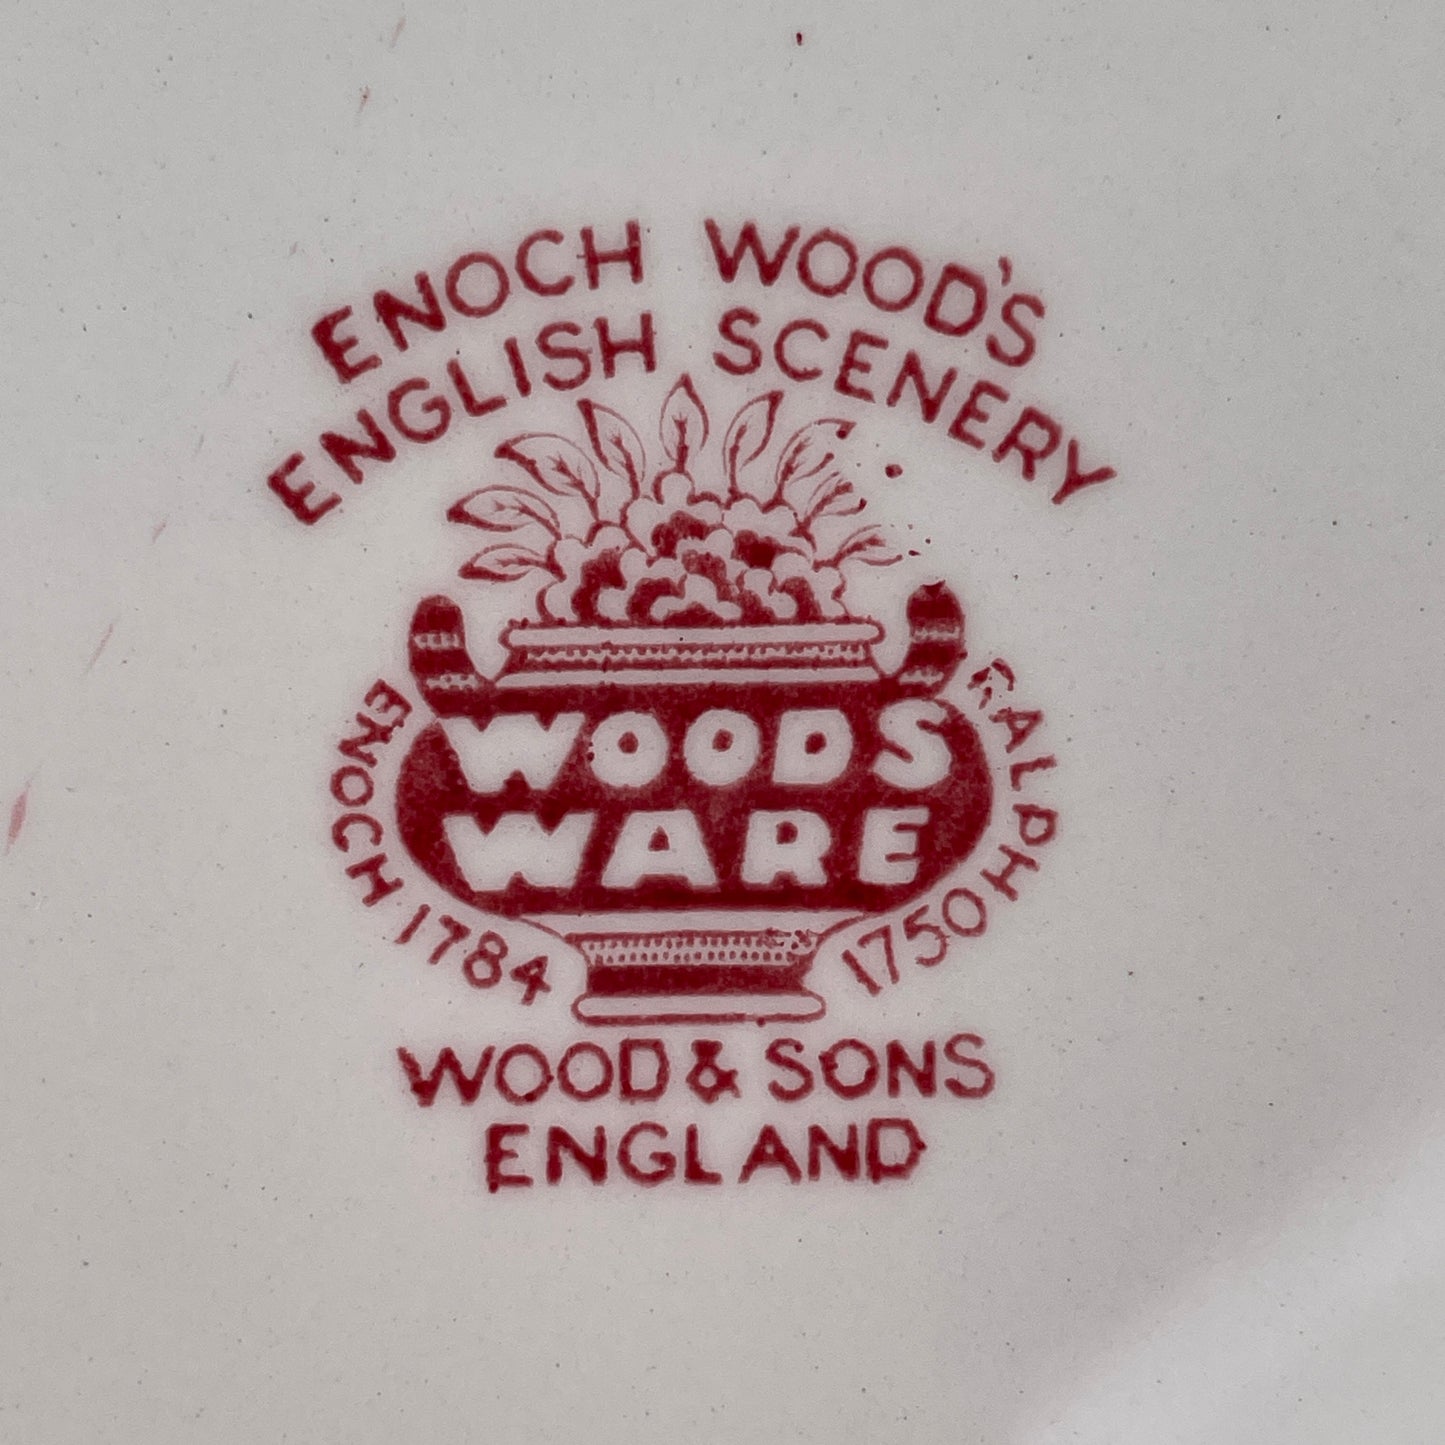 ENOCH WOOD'S
ENGLISH SCENERY
WOODS
WARE
ENOCH 1784
RALPH 1750
WOOD & SONS
ENGLAND